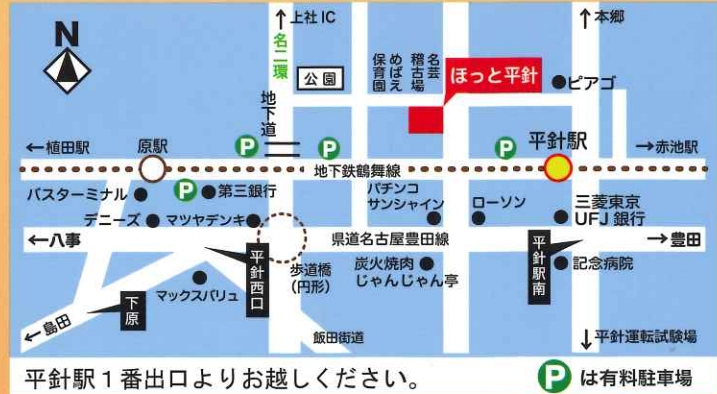 N
↑上社IC
名二環
↑本郷
公園
めばえ
保育園
名芸
稽古場
ほっと平針
ピアゴ
地下道
P
P
P
←植田駅
原駅
平針駅
→赤池駅
地下鉄鶴舞線
バスターミナル
P
第三銀行
パチンコ
サンシャイン
ローソン
三菱東京
UFJ銀行
デニーズ
マツヤデンキ
←八事
県道名古屋豊田線
→豊田
平針西口
歩道橋
(円形)
炭火焼肉
じゃんじゃん亭
平針駅南
記念病院
マックスバリュ
下原
←島田
飯田街道
↓平針運転試験場
平針駅1番出口よりお越しください。
P は有料駐車場